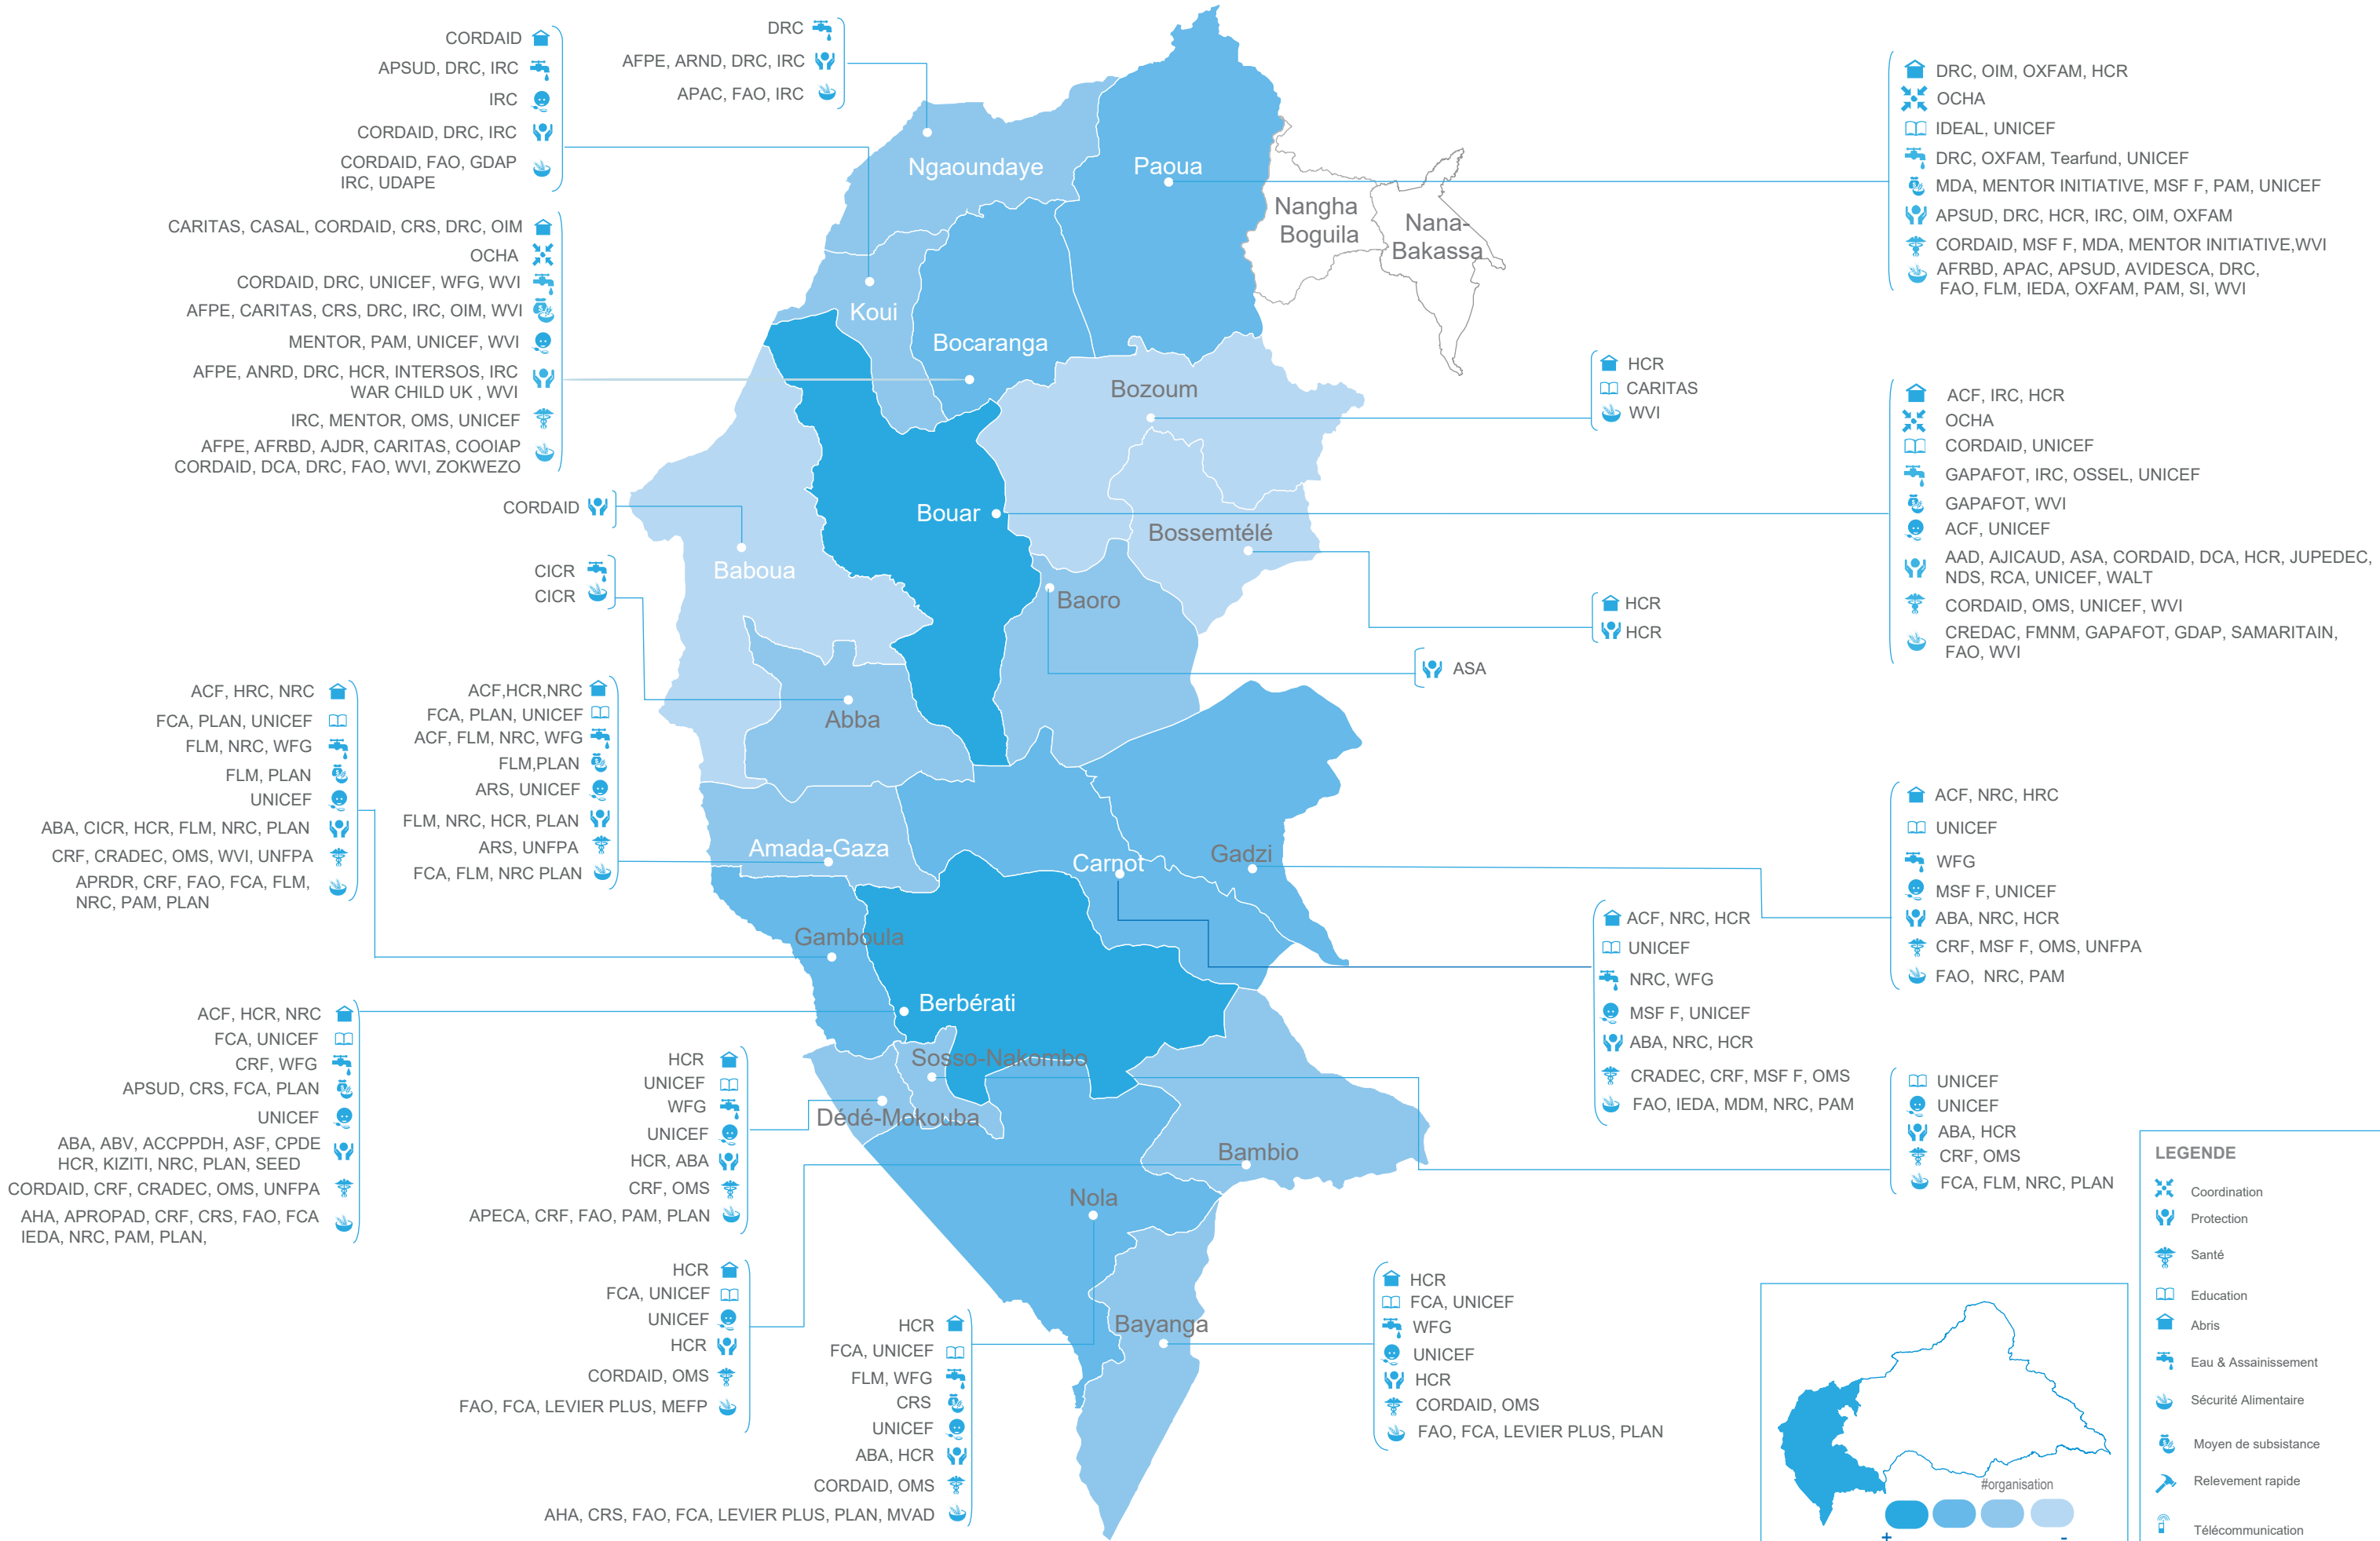 CORDAID
APSUD, DRC, IRC
IRC
CORDAID, DRC, IRC
CORDAID, FAO, GDAP
IRC, UDAPE
DRC
AFPE, ARND, DRC, IRC
APAC, FAO, IRC
DRC, OIM, OXFAM, HCR
OCHA
IDEAL, UNICEF
DRC, OXFAM, Tearfund, UNICEF
MDA, MENTOR INITIATIVE, MSF F, PAM, UNICEF
APSUD, DRC, HCR, IRC, OIM, OXFAM
CORDAID, MSF F, MDA, MENTOR INITIATIVE,WVI
AFRBD, APAC, APSUD, AVIDESCA, DRC,
FAO, FLM, IEDA, OXFAM, PAM, SI, WVI
CARITAS, CASAL, CORDAID, CRS, DRC, OIM
OCHA
CORDAID, DRC, UNICEF, WFG, WVI
AFPE, CARITAS, CRS, DRC, IRC, OIM, WVI
MENTOR, PAM, UNICEF, WVI
AFPE, ANRD, DRC, HCR, INTERSOS, IRC
WAR CHILD UK , WVI
IRC, MENTOR, OMS, UNICEF
AFPE, AFRBD, AJDR, CARITAS, COOIAP
CORDAID, DCA, DRC, FAO, WVI, ZOKWEZO
Ngaoundaye
Paoua
Nangha
Boguila
Nana-
Bakassa
Koui
Bocaranga
Bozoum
HCR
CARITAS
WVI
ACF, IRC, HCR
OCHA
CORDAID, UNICEF
GAPAFOT, IRC, OSSEL, UNICEF
GAPAFOT, WVI
ACF, UNICEF
AAD, AJICAUD, ASA, CORDAID, DCA, HCR, JUPEDEC,
NDS, RCA, UNICEF, WALT
CORDAID, OMS, UNICEF, WVI
CREDAC, FMNM, GAPAFOT, GDAP, SAMARITAIN,
FAO, WVI
CORDAID
CICR
CICR
Bouar
Bossemtélé
Baboua
Baoro
HCR
HCR
ASA
Abba
ACF, HRC, NRC
FCA, PLAN, UNICEF
FLM, NRC, WFG
FLM, PLAN
UNICEF
ABA, CICR, HCR, FLM, NRC, PLAN
CRF, CRADEC, OMS, WVI, UNFPA
APRDR, CRF, FAO, FCA, FLM,
NRC, PAM, PLAN
ACF,HCR,NRC
FCA, PLAN, UNICEF
ACF, FLM, NRC, WFG
FLM,PLAN
ARS, UNICEF
FLM, NRC, HCR, PLAN
ARS, UNFPA
FCA, FLM, NRC PLAN
Amada-Gaza
Carnot
Gadzi
ACF, NRC, HRC
UNICEF
WFG
MSF F, UNICEF
ABA, NRC, HCR
CRF, MSF F, OMS, UNFPA
FAO, NRC, PAM
Gamboula
Berbérati
ACF, NRC, HCR
UNICEF
NRC, WFG
MSF F, UNICEF
ABA, NRC, HCR
CRADEC, CRF, MSF F, OMS
FAO, IEDA, MDM, NRC, PAM
ACF, HCR, NRC
FCA, UNICEF
CRF, WFG
APSUD, CRS, FCA, PLAN
UNICEF
ABA, ABV, ACCPPDH, ASF, CPDE
HCR, KIZITI, NRC, PLAN, SEED
CORDAID, CRF, CRADEC, OMS, UNFPA
AHA, APROPAD, CRF, CRS, FAO, FCA
IEDA, NRC, PAM, PLAN,
HCR
UNICEF
WFG
UNICEF
HCR, ABA
CRF, OMS
APECA, CRF, FAO, PAM, PLAN
Sosso-Nakombo
Dédé-Mokouba
Bambio
Nola
Bayanga
UNICEF
UNICEF
ABA, HCR
CRF, OMS
FCA, FLM, NRC, PLAN
HCR
FCA, UNICEF
UNICEF
HCR
CORDAID, OMS
FAO, FCA, LEVIER PLUS, MEFP
HCR
FCA, UNICEF
FLM, WFG
CRS
UNICEF
ABA, HCR
CORDAID, OMS
AHA, CRS, FAO, FCA, LEVIER PLUS, PLAN, MVAD
HCR
FCA, UNICEF
WFG
UNICEF
HCR
CORDAID, OMS
FAO, FCA, LEVIER PLUS, PLAN
#organisation
+ -
LEGENDE
Coordination
Protection
Santé
Education
Abris
Eau & Assainissement
Sécurité Alimentaire
Moyen de subsistance
Relevement rapide
Télécommunication